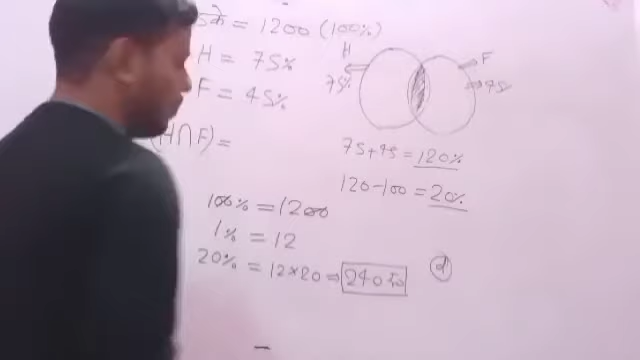 = 1200 (100%)
H = 75%
F = 45%
(H∩F) =
H
75%
F
75+45 = 120%
120-100 = 20%
100% = 1200
1% = 12
20% = 12×20 ⇒ 240